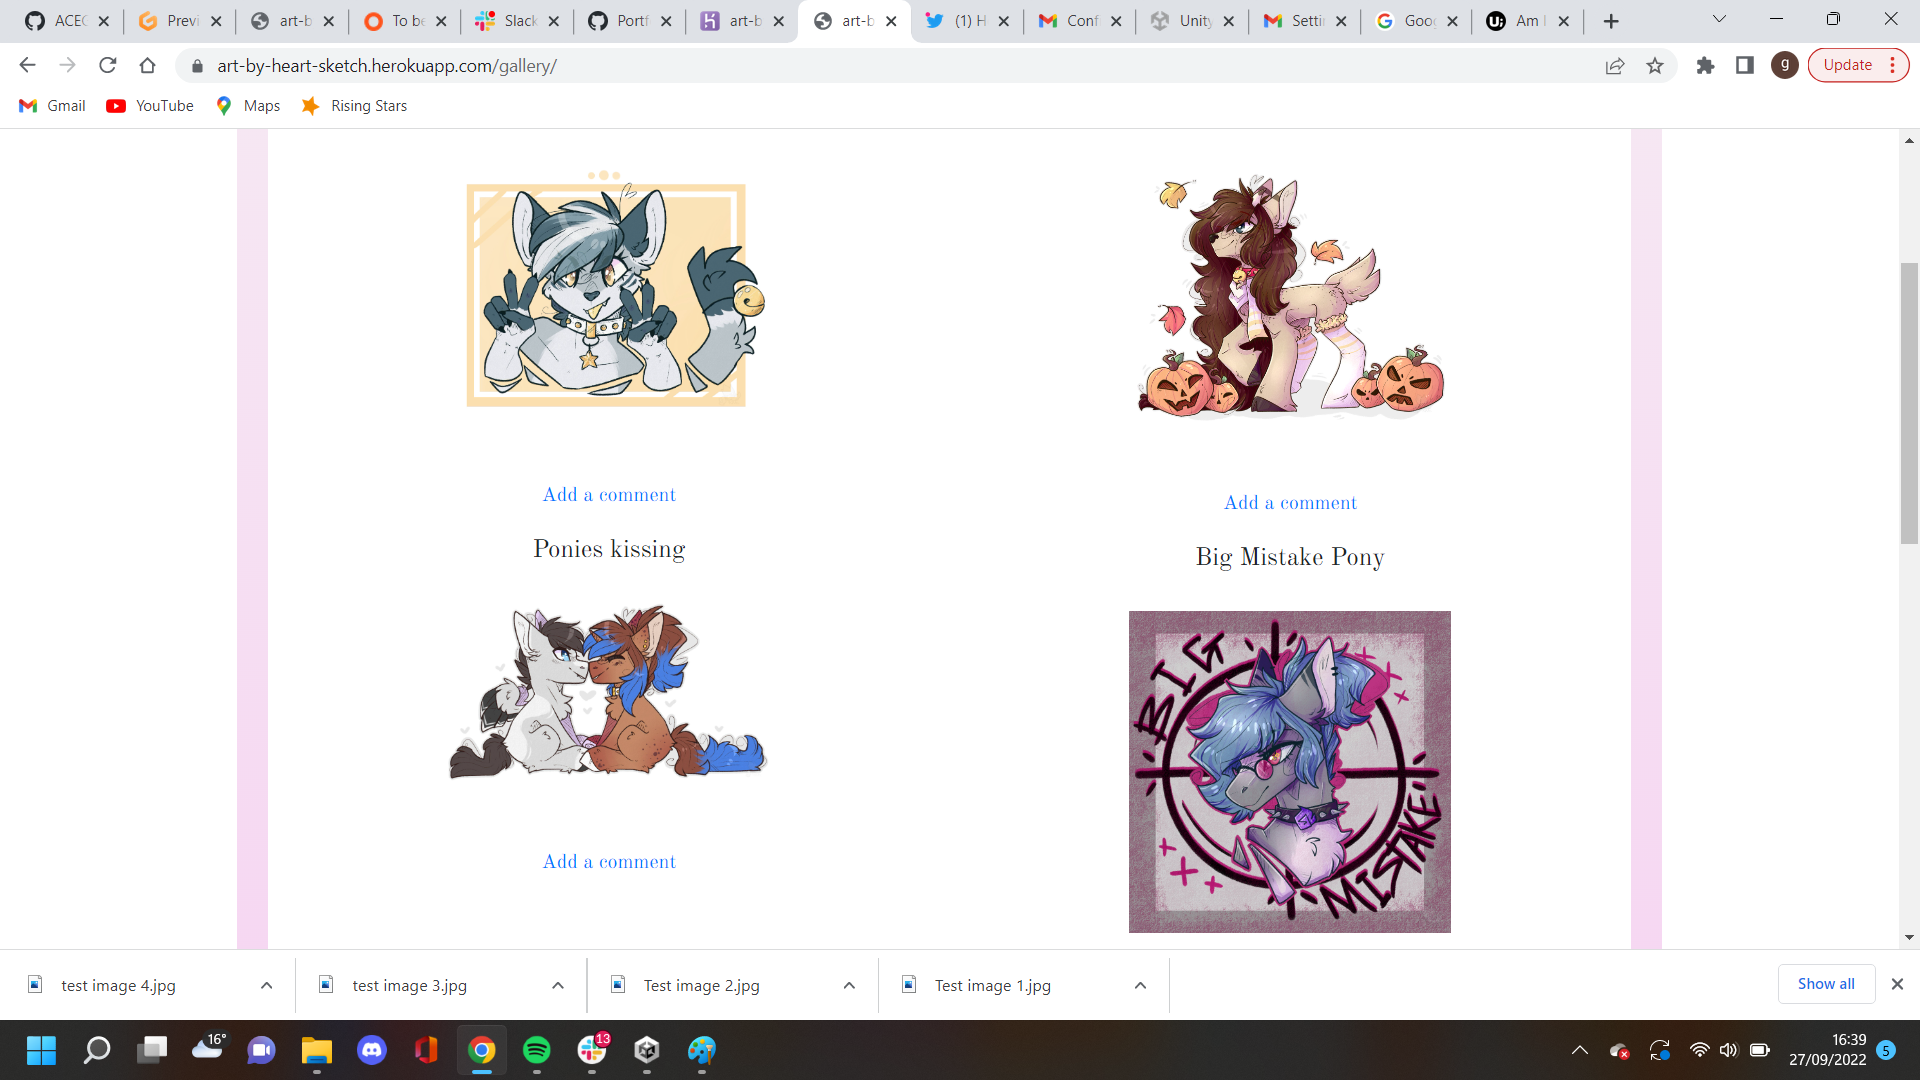 ACEC
Previ
art-b
To be
Slack
Portf
art-b
art-b
(1) H
Conf
Unity
Settin
Goog
Am I
art-by-heart-sketch.herokuapp.com/gallery/
g
Update
Gmail
YouTube
Maps
Rising Stars
Add a comment
Add a comment
Ponies kissing
Big Mistake Pony
BIG
MISTAKE
Add a comment
test image 4.jpg
test image 3.jpg
Test image 2.jpg
Test image 1.jpg
Show all
16°
13
16:39
27/09/2022
5